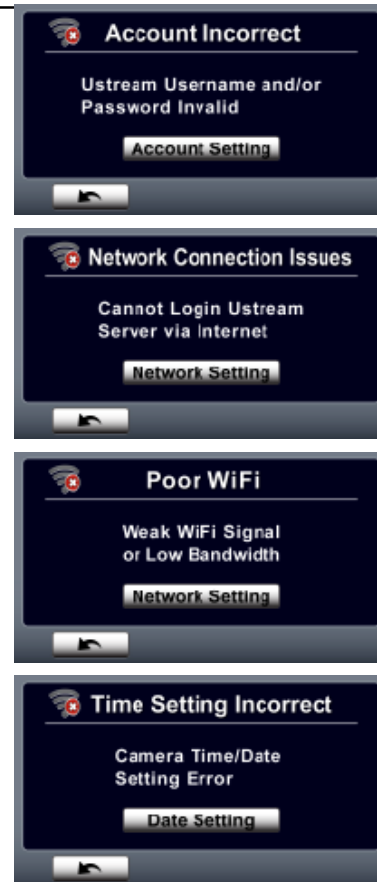 Account Incorrect
Ustream Username and/or
Password Invalid
Account Setting
Network Connection Issues
Cannot Login Ustream
Server via Internet
Network Setting
Poor WiFi
Weak WiFi Signal
or Low Bandwidth
Network Setting
Time Setting Incorrect
Camera Time/Date
Setting Error
Date Setting